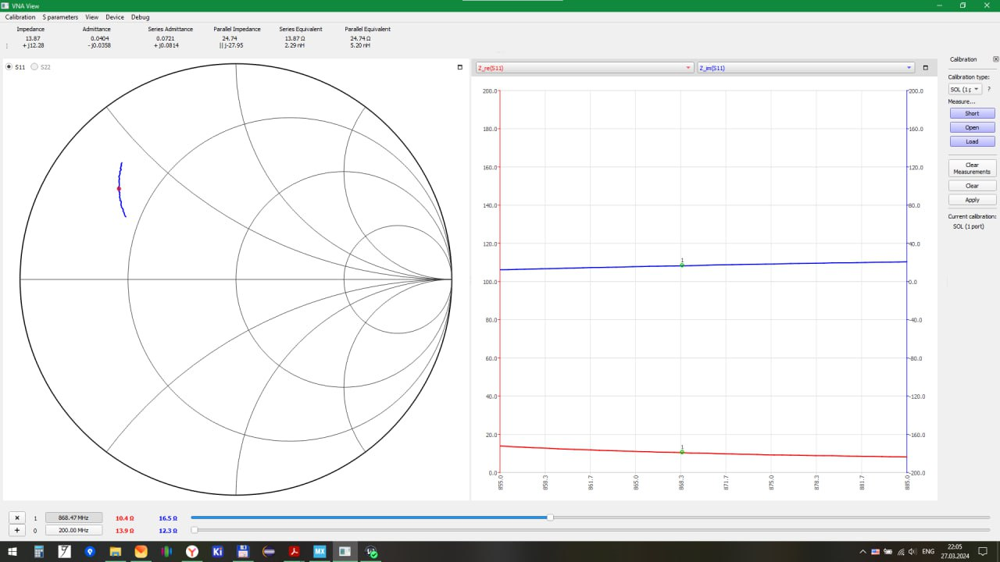 VNA View
Calibration S parameters View Device Debug
Impedance Admittance Series Admittance Parallel Impedance Series Equivalent Parallel Equivalent
13.87 0.0404 0.0721 24.74 13.87 Ω 24.74 Ω
+ j12.28 - j0.0358 + j0.0814 || j-27.95 2.29 nH 5.20 nH
S11 S22
Z_re(S11) Z_im(S11)
200.0 200.0
180.0 160.0
160.0 120.0
140.0 80.0
120.0 40.0
1
100.0 0.0
80.0 -40.0
60.0 -80.0
40.0 -120.0
20.0 -160.0
1
0.0 -200.0
855.0 858.3 861.7 865.0 868.3 871.7 875.0 878.3 881.7 885.0
Calibration
Calibration type:
SOL (1 p ?
Measure...
Short
Open
Load
Clear
Measurements
Clear
Apply
Current calibration:
SOL (1 port)
× 1 868.47 MHz 10.4 Ω 16.5 Ω
+ 0 200.00 MHz 13.9 Ω 12.3 Ω
Y Ki MX ENG 22:05
27.03.2024